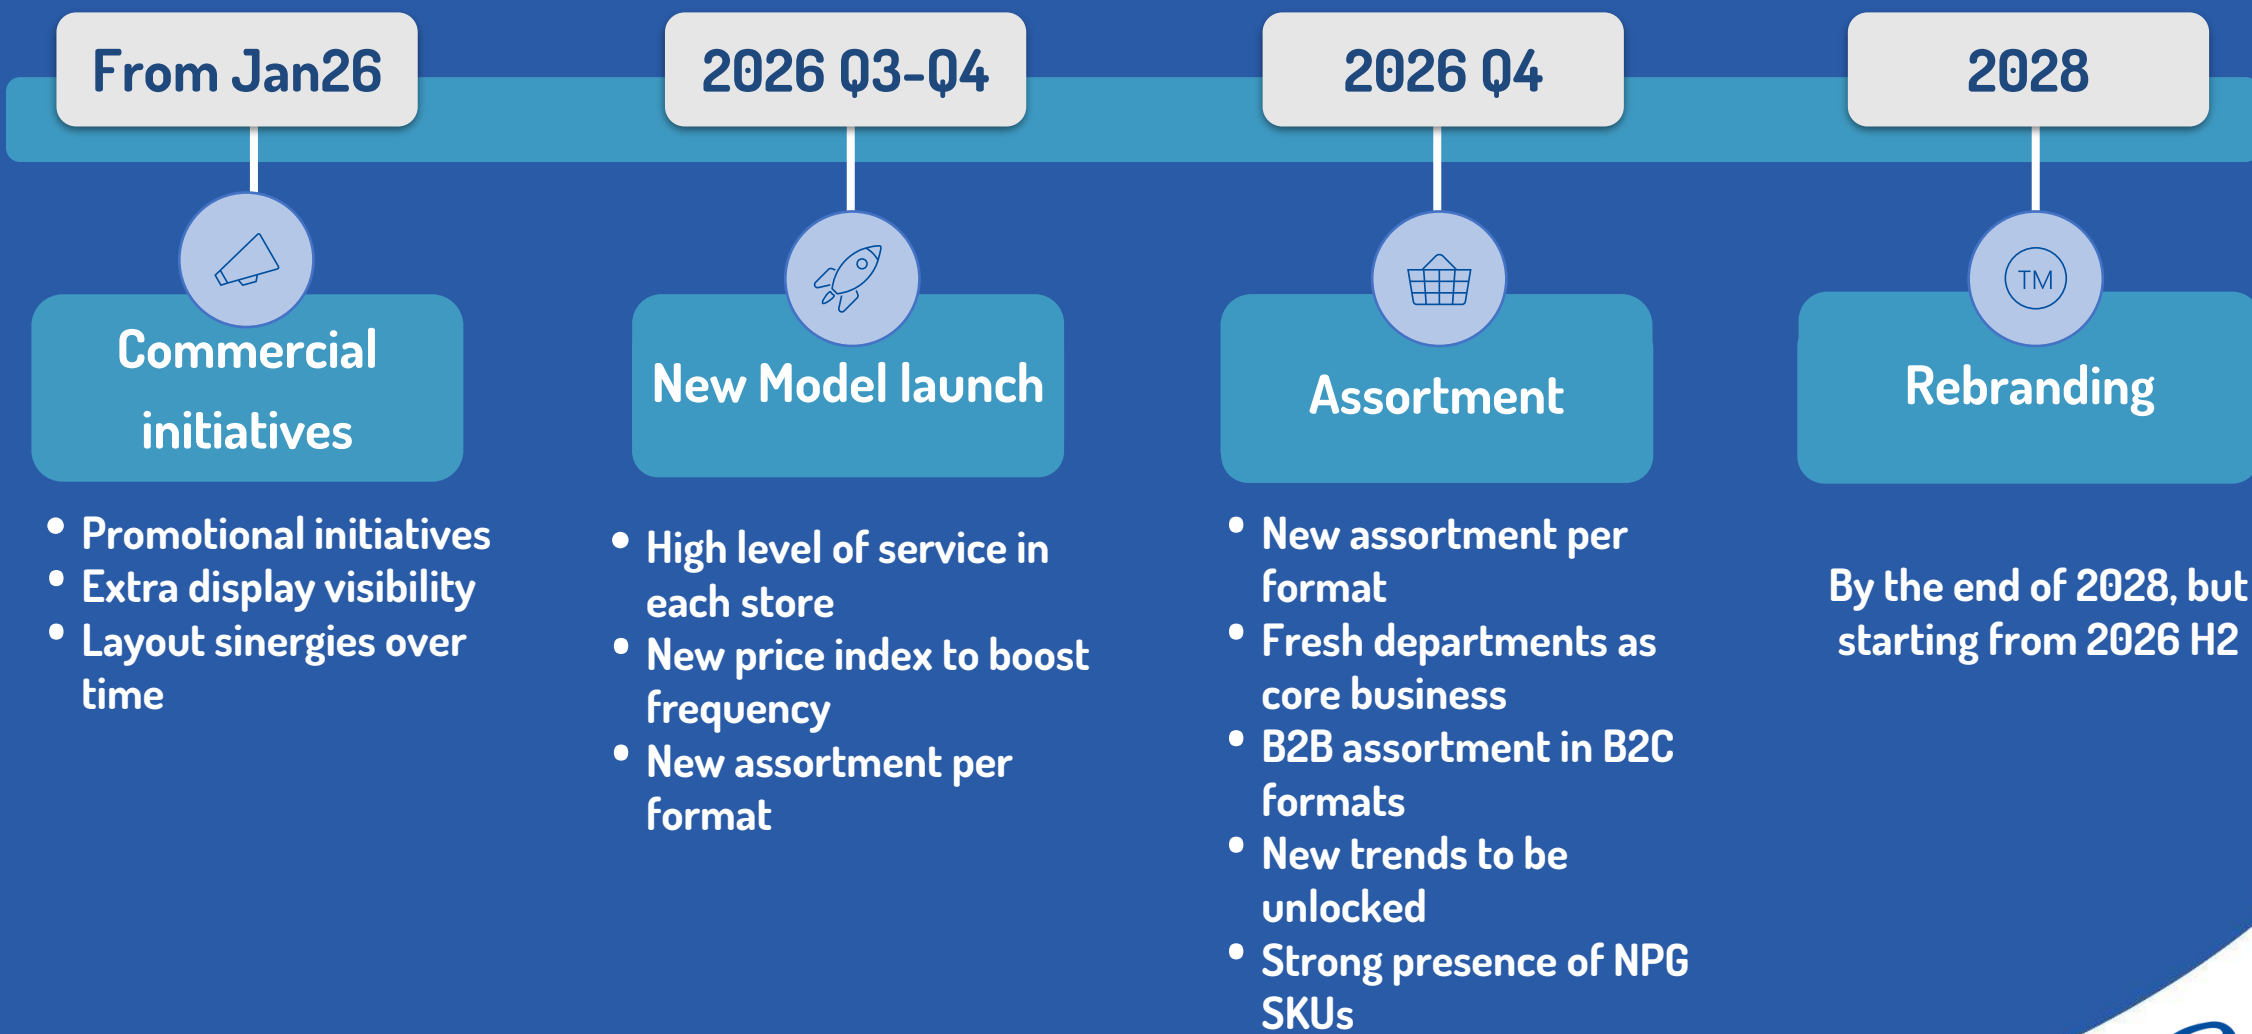 From Jan26
2026 Q3-Q4
2026 Q4
2028
TM
Commercial
initiatives
New Model launch
Assortment
Rebranding
• Promotional initiatives
• Extra display visibility
• Layout sinergies over
time
• High level of service in
each store
• New price index to boost
frequency
• New assortment per
format
• New assortment per
format
• Fresh departments as
core business
• B2B assortment in B2C
formats
• New trends to be
unlocked
• Strong presence of NPG
SKUs
By the end of 2028, but
starting from 2026 H2